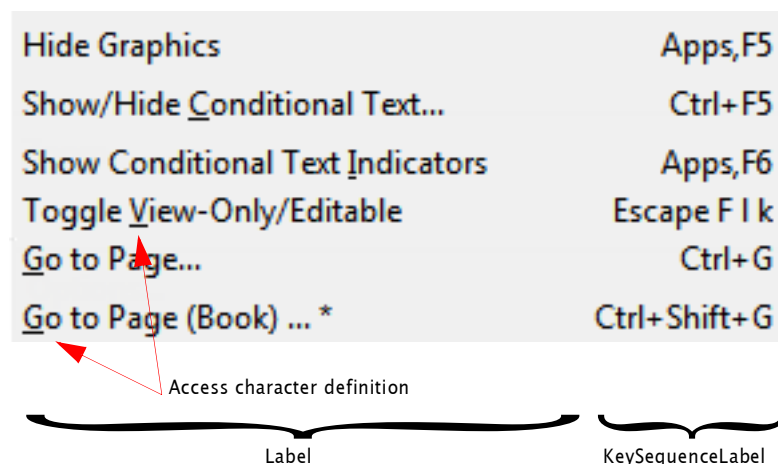 Hide Graphics Apps,F5
Show/Hide Conditional Text... Ctrl+F5
Show Conditional Text Indicators Apps,F6
Toggle View-Only/Editable Escape F l k
Go to Page... Ctrl+G
Go to Page (Book) ... * Ctrl+Shift+G
Access character definition
Label KeySequenceLabel